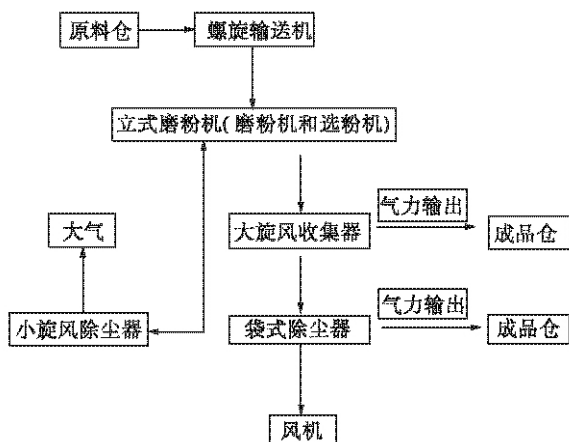 原料仓
螺旋输送机
立式磨粉机(磨粉机和选粉机)
大气
大旋风收集器
气力输出
成品仓
小旋风除尘器
袋式除尘器
气力输出
成品仓
风机